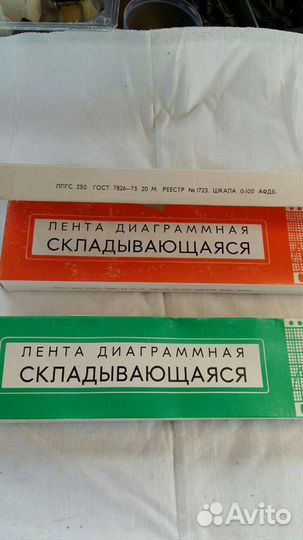 ЛПГС 250 ГОСТ 7826—75 20 М РЕЕСТР № 1723. ШКАЛА 0-100 АФДБ.
ЛЕНТА ДИАГРАММНАЯ
СКЛАДЫВАЮЩАЯСЯ
ЛЕНТА ДИАГРАММНАЯ
СКЛАДЫВАЮЩАЯСЯ
Avito